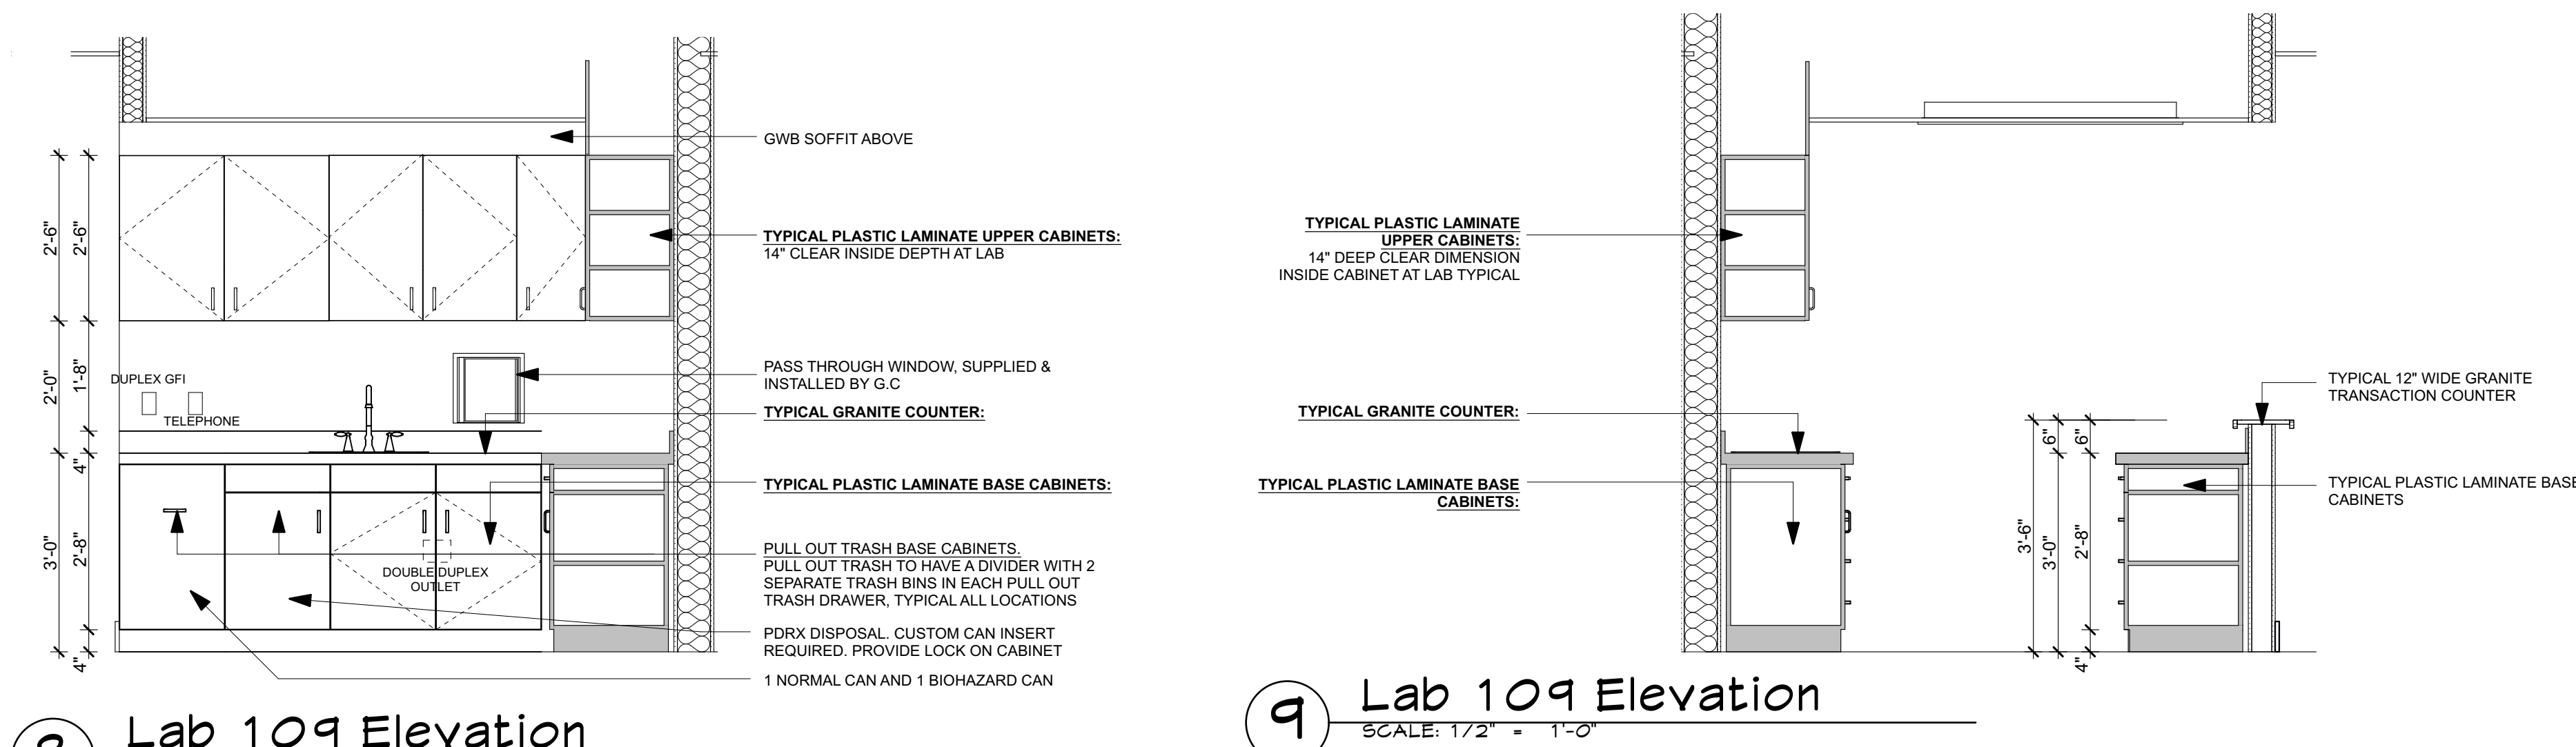 GWB SOFFIT ABOVE
TYPICAL PLASTIC LAMINATE UPPER CABINETS:
14" CLEAR INSIDE DEPTH AT LAB
PASS THROUGH WINDOW, SUPPLIED &
INSTALLED BY G.C
TYPICAL GRANITE COUNTER:
TYPICAL PLASTIC LAMINATE BASE CABINETS:
PULL OUT TRASH BASE CABINETS.
PULL OUT TRASH TO HAVE A DIVIDER WITH 2
SEPARATE TRASH BINS IN EACH PULL OUT
TRASH DRAWER, TYPICAL ALL LOCATIONS
PDRX DISPOSAL. CUSTOM CAN INSERT
REQUIRED. PROVIDE LOCK ON CABINET
1 NORMAL CAN AND 1 BIOHAZARD CAN
2'-6"
2'-6"
2'-0"
1'-8"
4"
3'-0"
2'-8"
4"
DUPLEX GFI
TELEPHONE
DOUBLE DUPLEX
OUTLET
Lab 109 Elevation
TYPICAL PLASTIC LAMINATE
UPPER CABINETS:
14" DEEP CLEAR DIMENSION
INSIDE CABINET AT LAB TYPICAL
TYPICAL GRANITE COUNTER:
TYPICAL PLASTIC LAMINATE BASE
CABINETS:
3'-6"
6"
3'-0"
6"
2'-8"
4"
TYPICAL 12" WIDE GRANITE
TRANSACTION COUNTER
TYPICAL PLASTIC LAMINATE BASE
CABINETS
9
Lab 109 Elevation
SCALE: 1/2" = 1'-0"